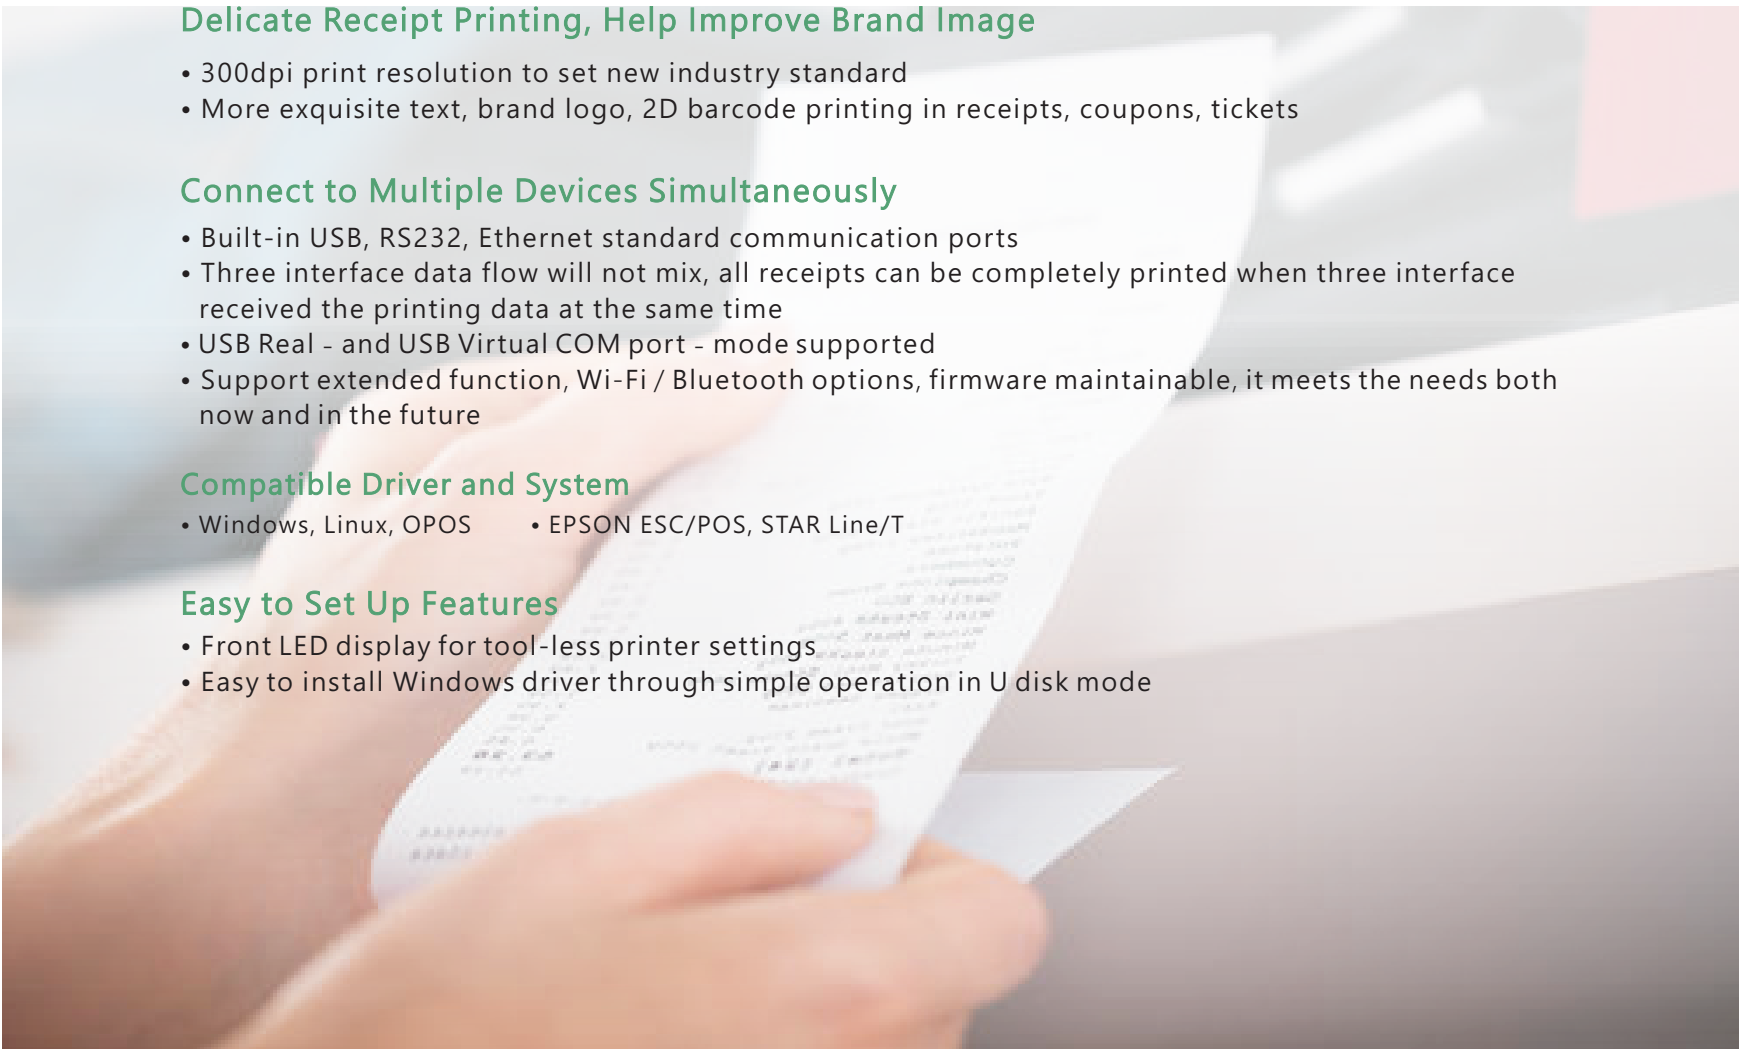 Delicate Receipt Printing, Help Improve Brand Image
• 300dpi print resolution to set new industry standard
• More exquisite text, brand logo, 2D barcode printing in receipts, coupons, tickets
Connect to Multiple Devices Simultaneously
• Built-in USB, RS232, Ethernet standard communication ports
• Three interface data flow will not mix, all receipts can be completely printed when three interface
received the printing data at the same time
• USB Real - and USB Virtual COM port - mode supported
• Support extended function, Wi-Fi / Bluetooth options, firmware maintainable, it meets the needs both
now and in the future
Compatible Driver and System
• Windows, Linux, OPOS • EPSON ESC/POS, STAR Line/T
Easy to Set Up Features
• Front LED display for tool-less printer settings
• Easy to install Windows driver through simple operation in U disk mode